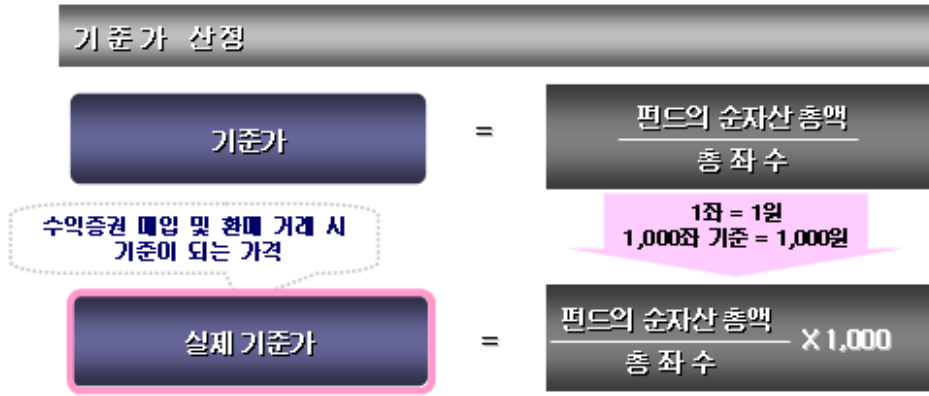 기준가 산정
기준가
=
펀드의 순자산 총액
총 좌 수
수익증권 매입 및 환매 거래 시
기준이 되는 가격
1좌 = 1원
1,000좌 기준 = 1,000원
실제 기준가
=
펀드의 순자산 총액
총 좌 수
X 1,000